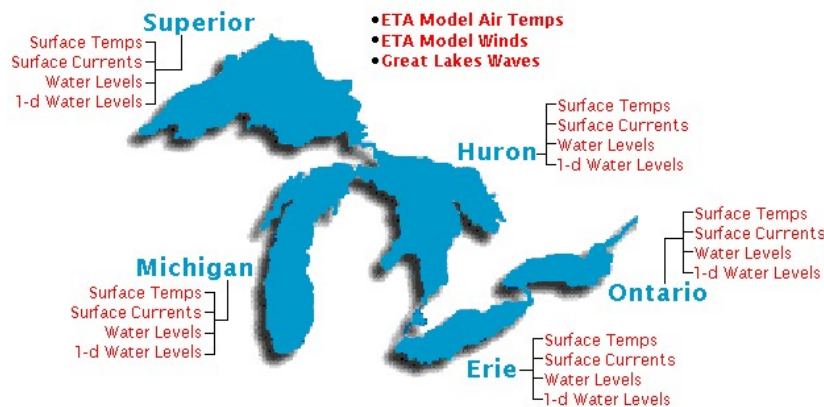 Superior
Surface Temps
Surface Currents
Water Levels
1-d Water Levels
•ETA Model Air Temps
•ETA Model Winds
•Great Lakes Waves
Huron
Surface Temps
Surface Currents
Water Levels
1-d Water Levels
Michigan
Surface Temps
Surface Currents
Water Levels
1-d Water Levels
Ontario
Surface Temps
Surface Currents
Water Levels
1-d Water Levels
Erie
Surface Temps
Surface Currents
Water Levels
1-d Water Levels